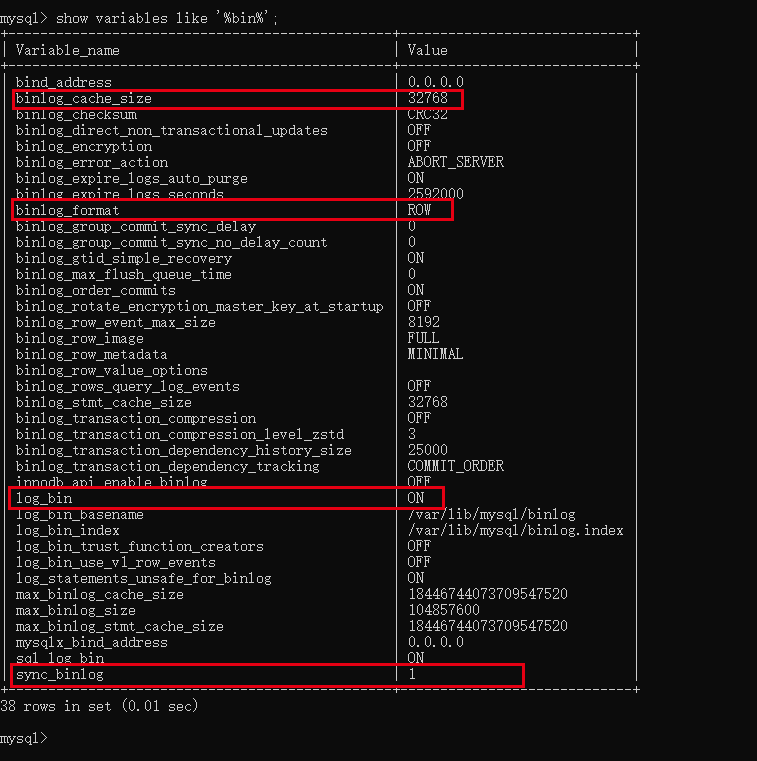 mysql> show variables like '%bin%';
Variable_name | Value
bind_address | 0.0.0.0
binlog_cache_size | 32768
binlog_checksum | CRC32
binlog_direct_non_transactional_updates | OFF
binlog_encryption | OFF
binlog_error_action | ABORT_SERVER
binlog_expire_logs_auto_purge | ON
binlog_expire_logs_seconds | 2592000
binlog_format | ROW
binlog_group_commit_sync_delay | 0
binlog_group_commit_sync_no_delay_count | 0
binlog_gtid_simple_recovery | ON
binlog_max_flush_queue_time | 0
binlog_order_commits | ON
binlog_rotate_encryption_master_key_at_startup | OFF
binlog_row_event_max_size | 8192
binlog_row_image | FULL
binlog_row_metadata | MINIMAL
binlog_row_value_options |
binlog_rows_query_log_events | OFF
binlog_stmt_cache_size | 32768
binlog_transaction_compression | OFF
binlog_transaction_compression_level_zstd | 3
binlog_transaction_dependency_history_size | 25000
binlog_transaction_dependency_tracking | COMMIT_ORDER
innodb_api_enable_binlog | OFF
log_bin | ON
log_bin_basename | /var/lib/mysql/binlog
log_bin_index | /var/lib/mysql/binlog.index
log_bin_trust_function_creators | OFF
log_bin_use_v1_row_events | OFF
log_statements_unsafe_for_binlog | ON
max_binlog_cache_size | 18446744073709547520
max_binlog_size | 104857600
max_binlog_stmt_cache_size | 18446744073709547520
mysqlx_bind_address | 0.0.0.0
sql_log_bin | ON
sync_binlog | 1
38 rows in set (0.01 sec)
mysql>